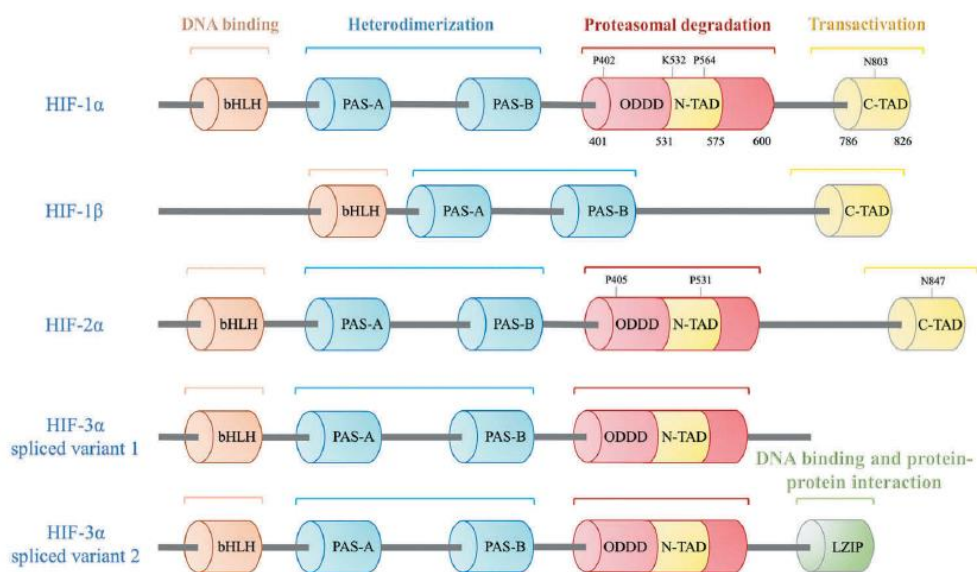 DNA binding
Heterodimerization
Proteasomal degradation
Transactivation
P402
K532
P564
N803
HIF-1α
bHLH
PAS-A
PAS-B
ODDD
N-TAD
C-TAD
401
531
575
600
786
826
HIF-1β
bHLH
PAS-A
PAS-B
C-TAD
P405
P531
N847
HIF-2α
bHLH
PAS-A
PAS-B
ODDD
N-TAD
C-TAD
HIF-3α
spliced variant 1
bHLH
PAS-A
PAS-B
ODDD
N-TAD
DNA binding and protein-
protein interaction
HIF-3α
spliced variant 2
bHLH
PAS-A
PAS-B
ODDD
N-TAD
LZIP